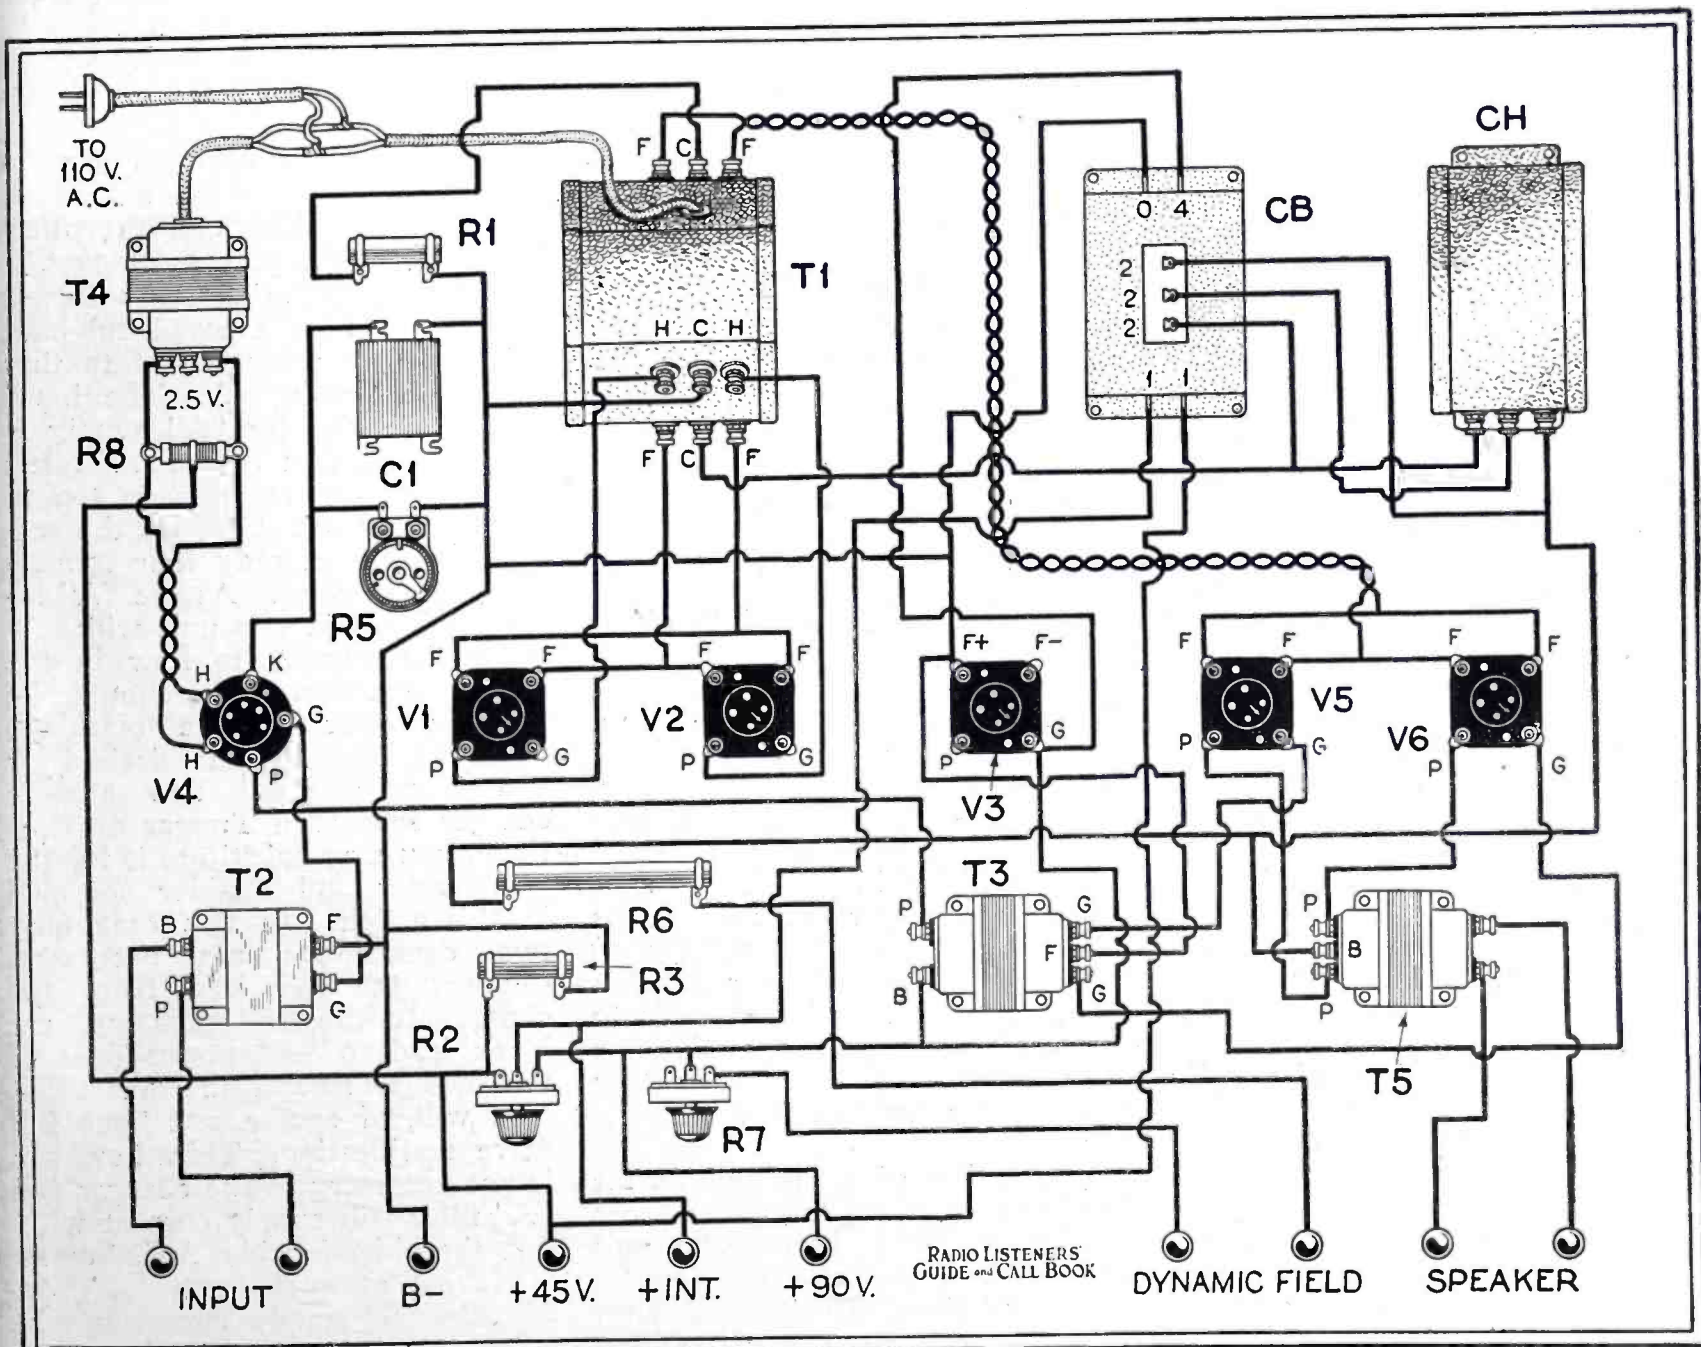 TO
110 V.
A.C.
T4
2.5 V.
R8
R1
C1
R5
F C F
T1
H C H
F C F
0 4
CB
2
2
2
1 1
CH
H
K
G
H
P
V4
F
F
V1
P
G
F
F
V2
P
G
F+ F-
G
P
V3
F
F
V5
P
G
F
F
V6
P
G
T2
B
F
P
G
R6
R3
R2
R7
T3
P
G
F
B
G
P
B
P
T5
INPUT
B-
+45V.
+INT.
+90V.
RADIO LISTENERS'
GUIDE and CALL BOOK
DYNAMIC FIELD
SPEAKER